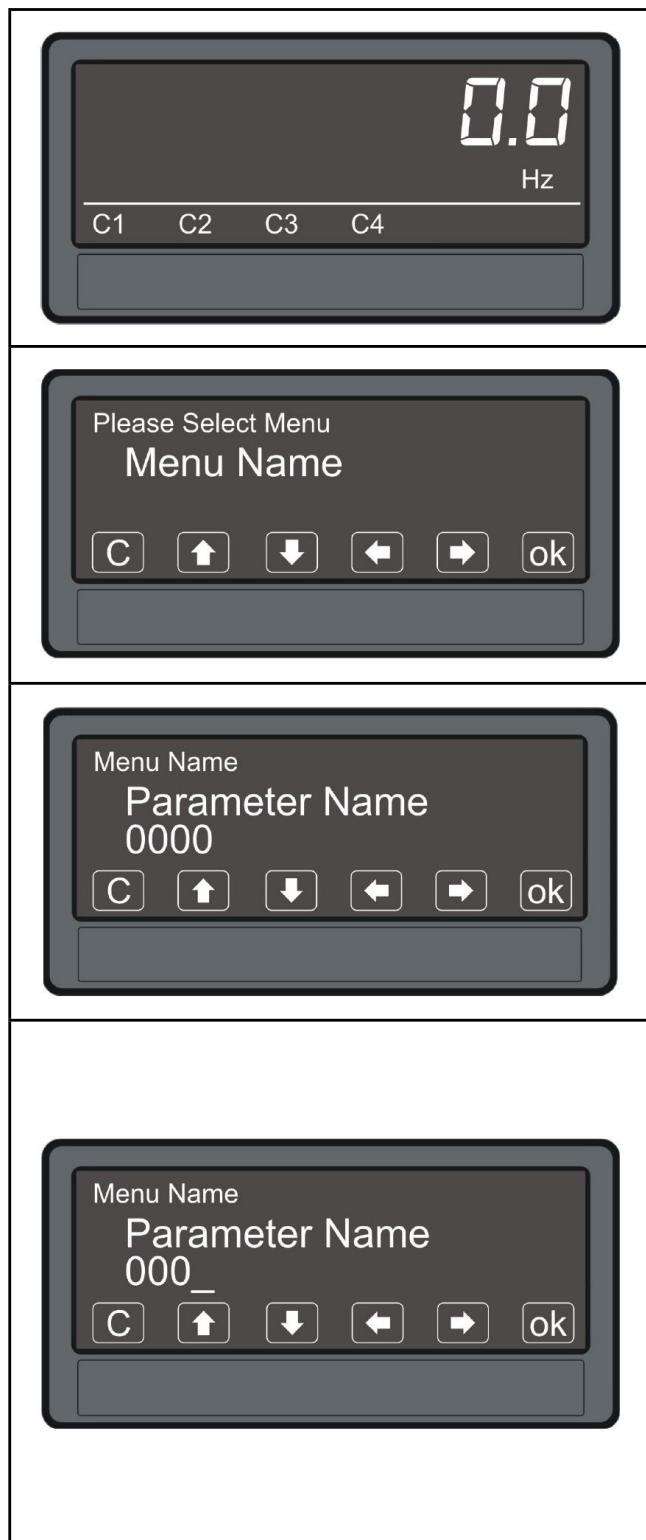 0.0
Hz
C1 C2 C3 C4
Please Select Menu
Menu Name
C ok
Menu Name
Parameter Name
0000
C ok
Menu Name
Parameter Name
000_
C ok